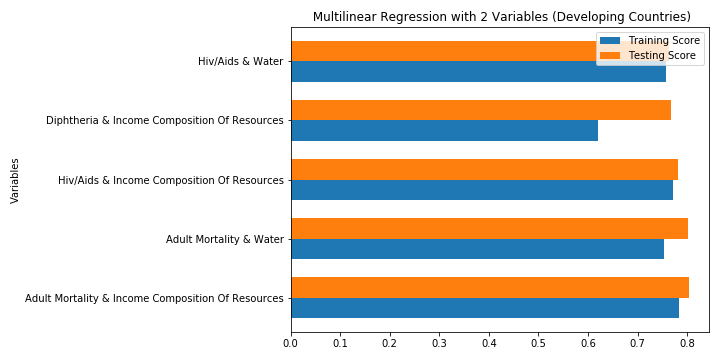 Multilinear Regression with 2 Variables (Developing Countries)
Training Score
Testing Score
Hiv/Aids & Water
Diphtheria & Income Composition Of Resources
Hiv/Aids & Income Composition Of Resources
Adult Mortality & Water
Adult Mortality & Income Composition Of Resources
Variables
0.0 0.1 0.2 0.3 0.4 0.5 0.6 0.7 0.8